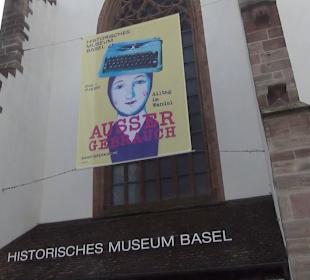 HISTORISCHES
MUSEUM
BASEL
Alltag
im
Wandel
AUSSER
GEBRAUCH
HISTORISCHES MUSEUM BASEL